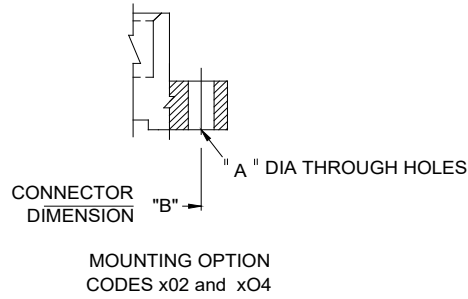 " A " DIA THROUGH HOLES
CONNECTOR
DIMENSION "B"
MOUNTING OPTION
CODES x02 and xO4